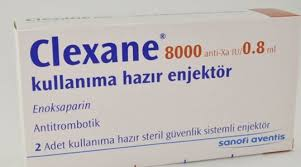 Clexane® 8000 anti-Xa IU/0.8 ml
kullanıma hazır enjektör
Enoksaparin
Antitrombotik
2 Adet kullanıma hazır steril güvenlik sistemli enjektör
sanofi aventis